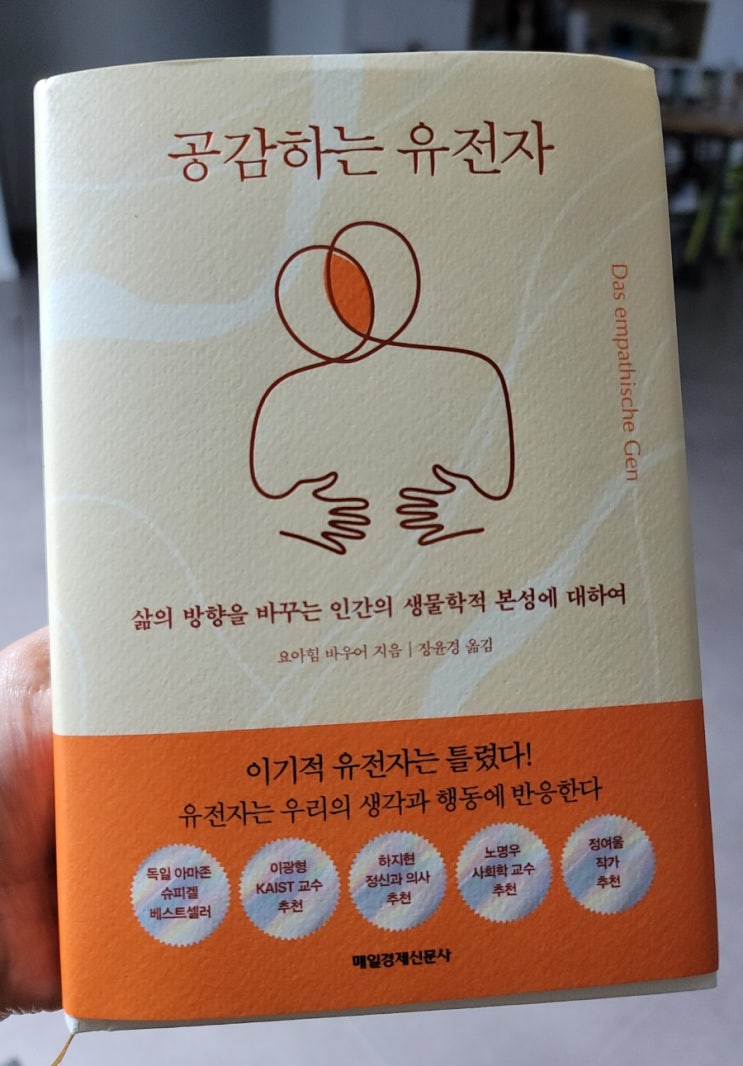 공감하는 유전자
Das empathische Gen
삶의 방향을 바꾸는 인간의 생물학적 본성에 대하여
요아힘 바우어 지음 | 장윤경 옮김
이기적 유전자는 틀렸다!
유전자는 우리의 생각과 행동에 반응한다
독일 아마존
슈피겔
베스트셀러
이광형
KAIST 교수
추천
하지현
정신과 의사
추천
노명우
사회학 교수
추천
정여울
작가
추천
매일경제신문사